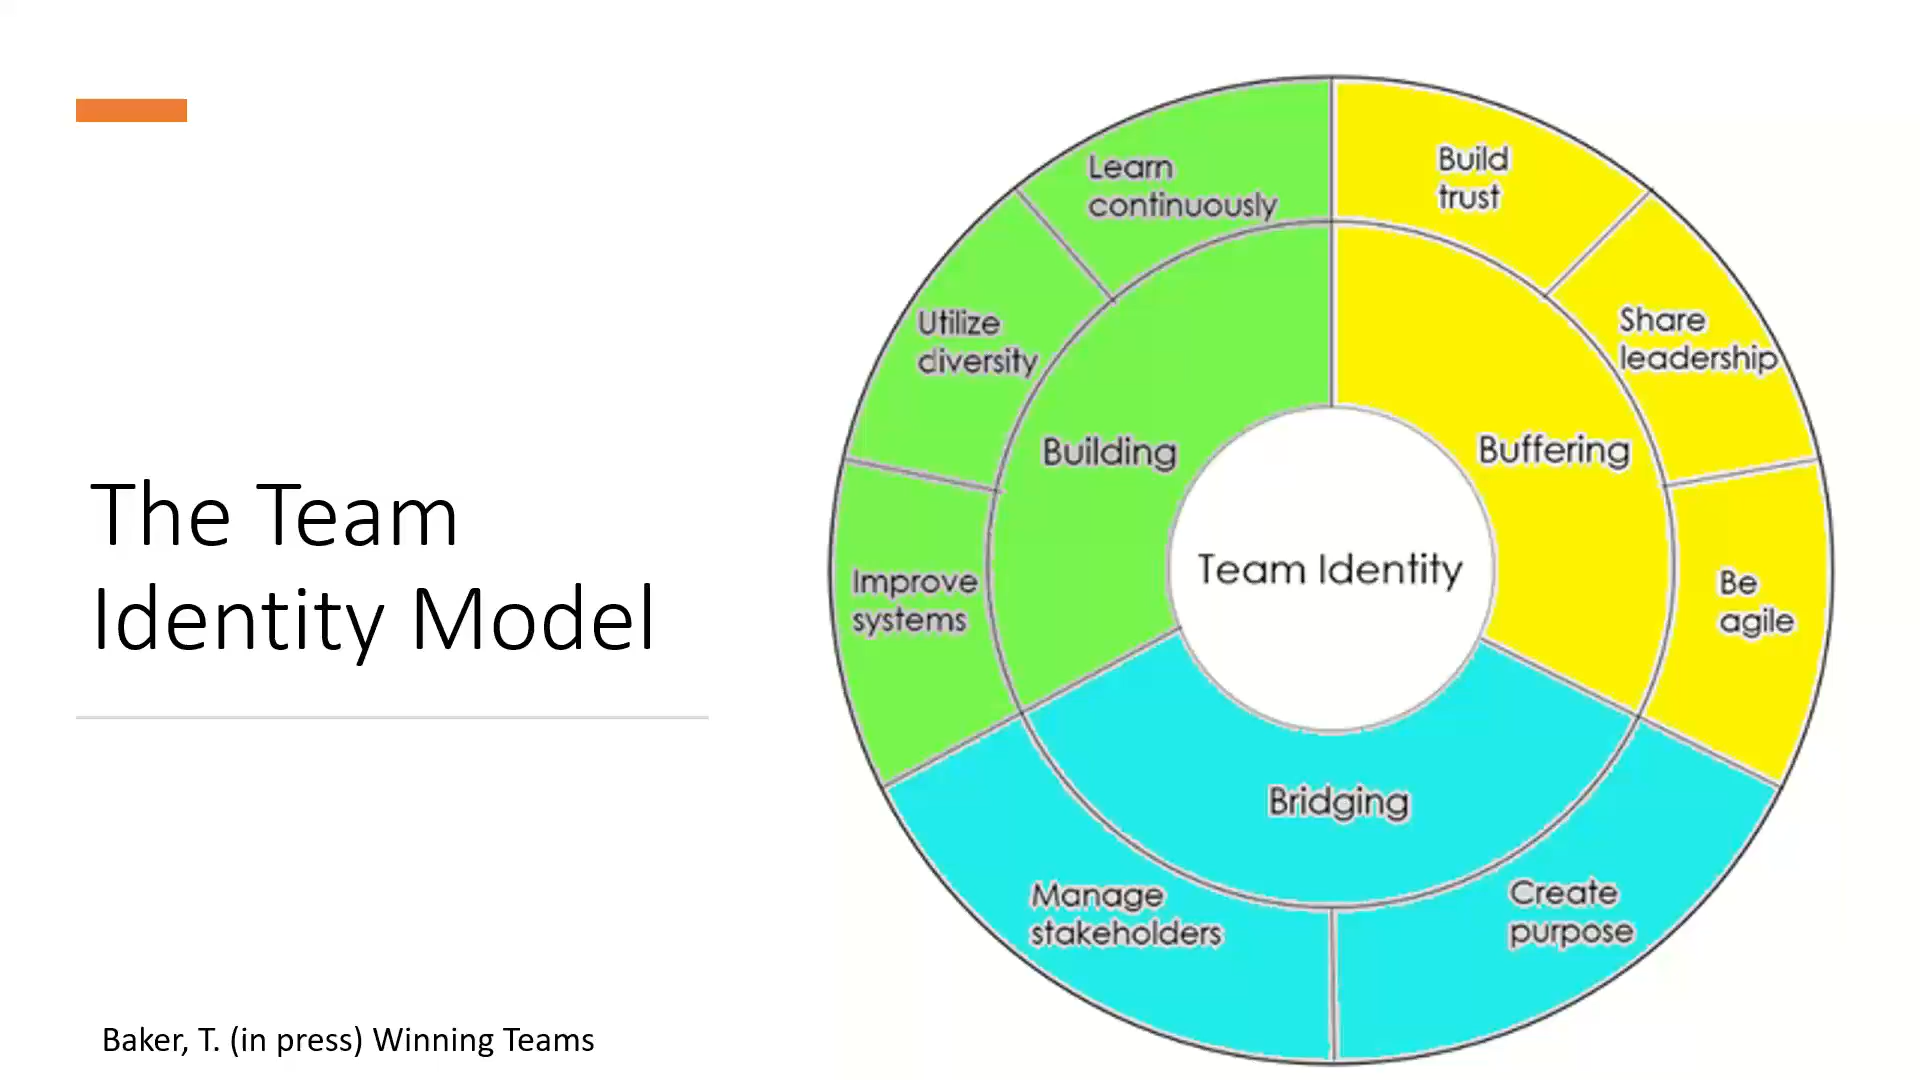 The Team
Identity Model
Baker, T. (in press) Winning Teams
Learn
continuously
Build
trust
Utilize
diversity
Share
leadership
Building
Buffering
Team Identity
Improve
systems
Be
agile
Bridging
Manage
stakeholders
Create
purpose